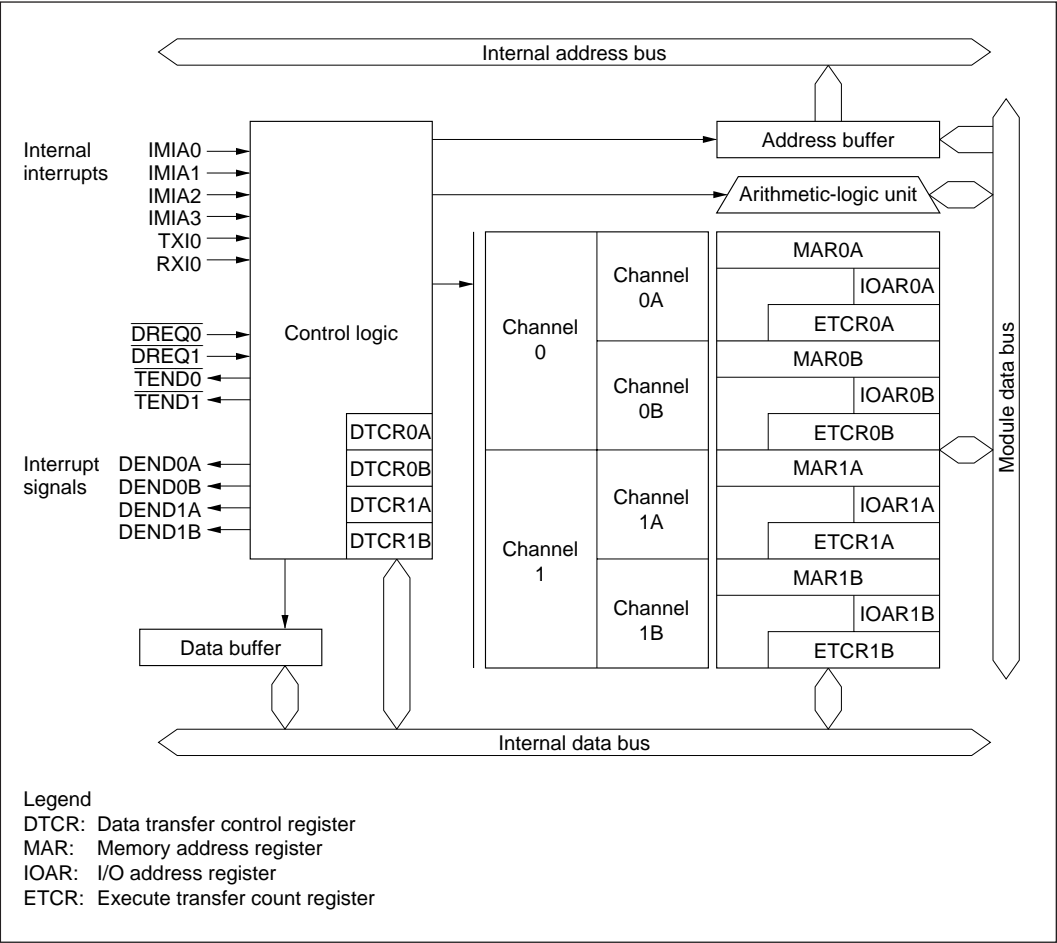 Internal address bus
Internal
interrupts
IMIA0
IMIA1
IMIA2
IMIA3
TXI0
RXI0
DREQ0
DREQ1
TEND0
TEND1
Interrupt
signals
DEND0A
DEND0B
DEND1A
DEND1B
Control logic
DTCR0A
DTCR0B
DTCR1A
DTCR1B
Data buffer
Address buffer
Arithmetic-logic unit
Channel
0
Channel
1
Channel
0A
Channel
0B
Channel
1A
Channel
1B
MAR0A
IOAR0A
ETCR0A
MAR0B
IOAR0B
ETCR0B
MAR1A
IOAR1A
ETCR1A
MAR1B
IOAR1B
ETCR1B
Module data bus
Internal data bus
Legend
DTCR: Data transfer control register
MAR: Memory address register
IOAR: I/O address register
ETCR: Execute transfer count register